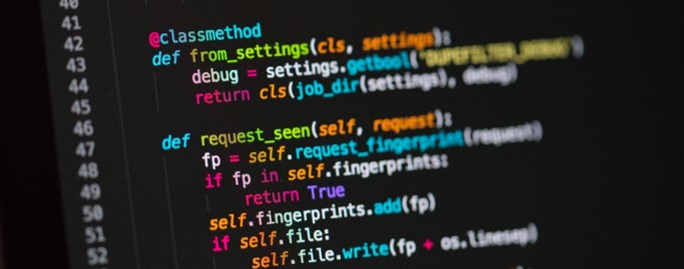 40
41
42 @classmethod
43 def from_settings(cls, settings):
44 debug = settings.getbool('DUPEFILTER_DEBUG')
45 return cls(job_dir(settings), debug)
46
47 def request_seen(self, request):
48 fp = self.request_fingerprint(request)
49 if fp in self.fingerprints:
50 return True
51 self.fingerprints.add(fp)
52 if self.file:
self.file.write(fp + os.linesep)